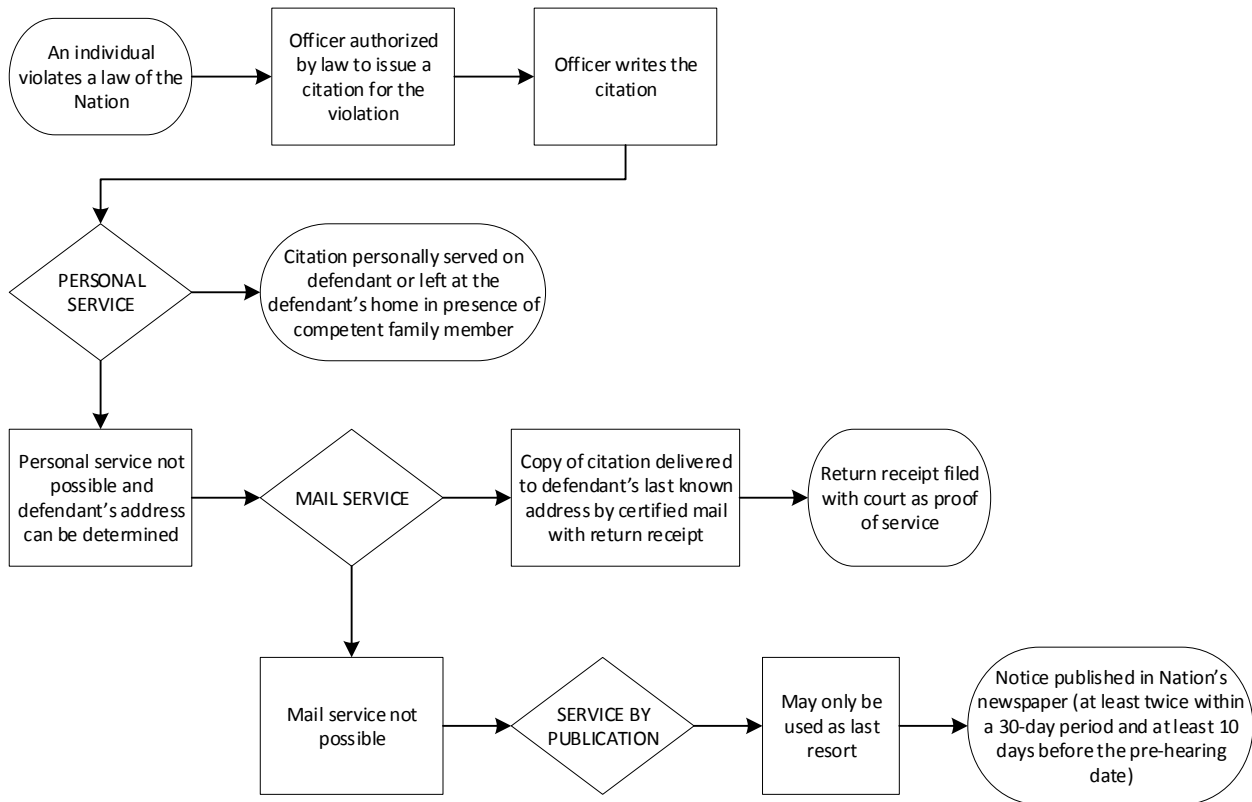 An individual
violates a law of the
Nation
Officer authorized
by law to issue a
citation for the
violation
Officer writes the
citation
PERSONAL
SERVICE
Citation personally served on
defendant or left at the
defendant’s home in presence of
competent family member
Personal service not
possible and
defendant’s address
can be determined
MAIL SERVICE
Copy of citation delivered
to defendant’s last known
address by certified mail
with return receipt
Return receipt filed
with court as proof
of service
Mail service not
possible
SERVICE BY
PUBLICATION
May only be
used as last
resort
Notice published in Nation’s
newspaper (at least twice within
a 30-day period and at least 10
days before the pre-hearing
date)